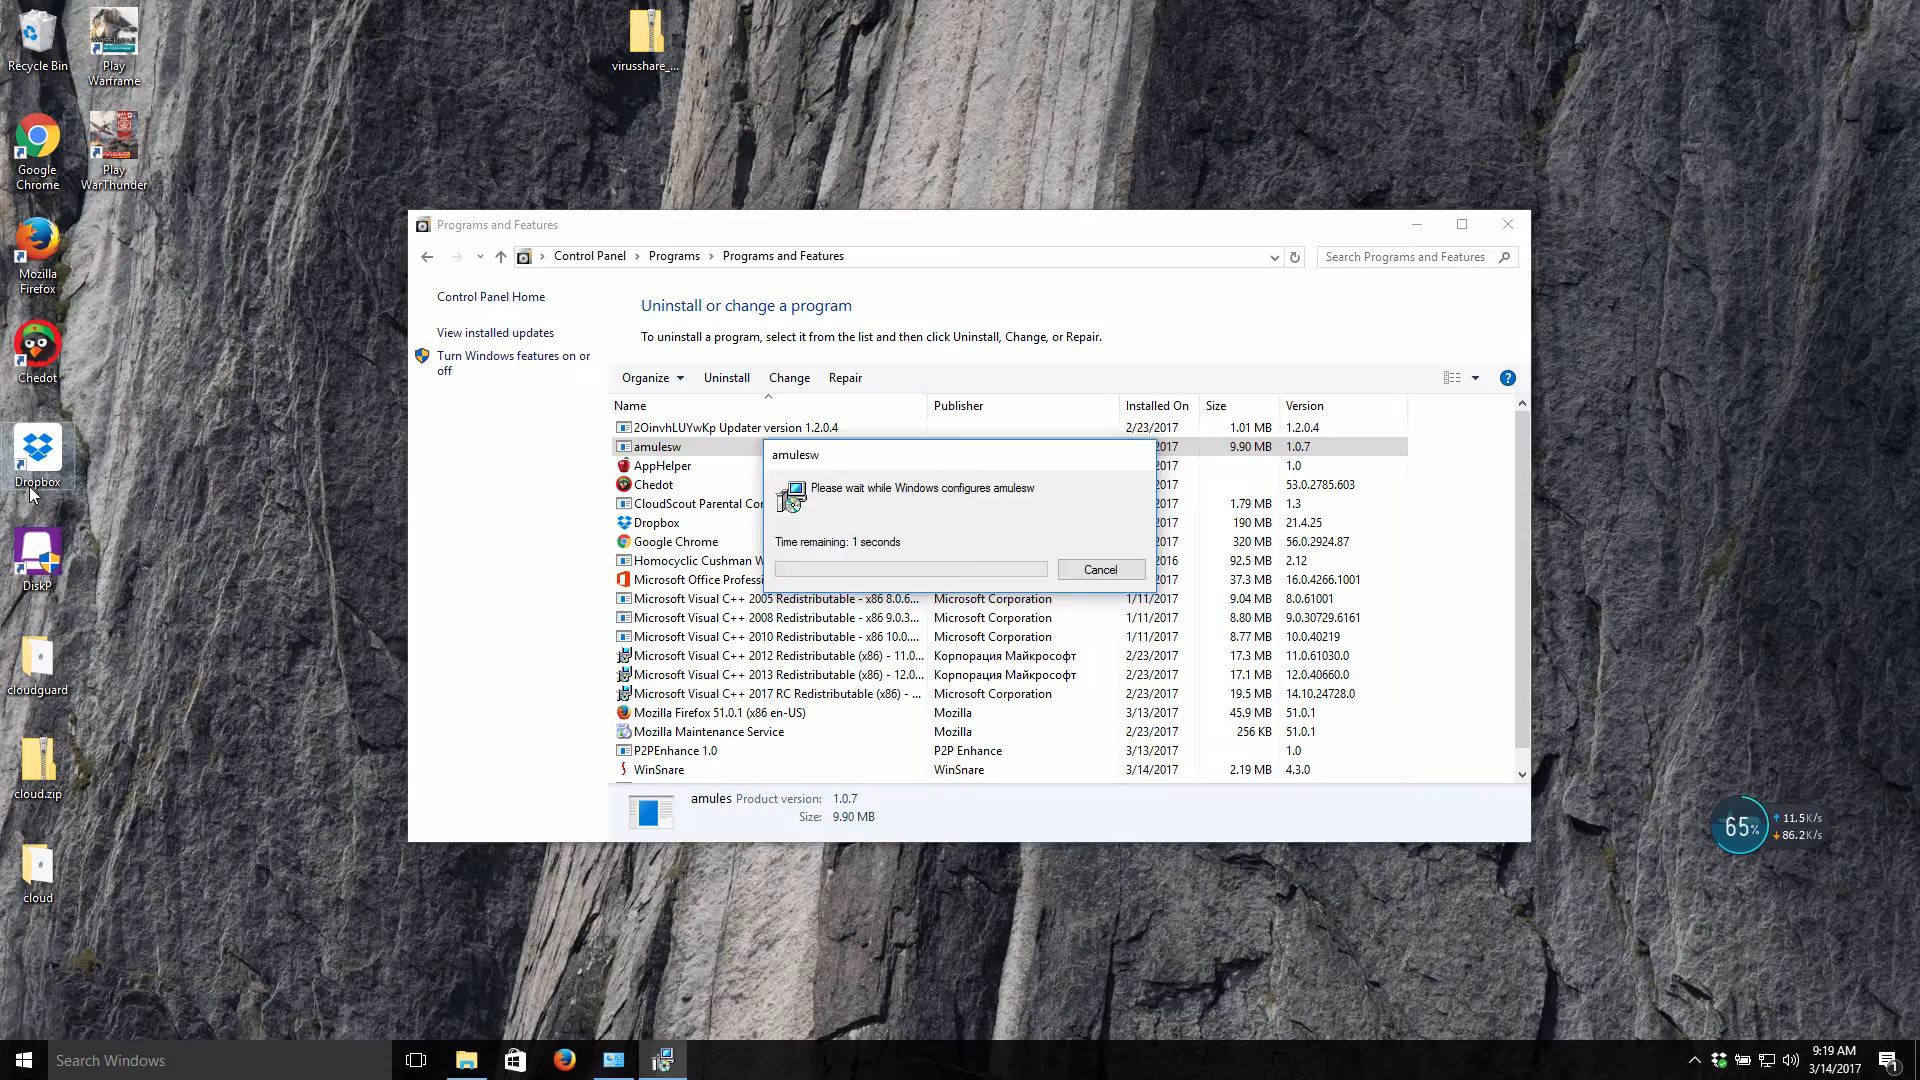 Recycle Bin
Play
Warframe
virusshare_...
Google
Chrome
Play
WarThunder
Mozilla
Firefox
Chedot
Dropbox
DiskP
cloudguard
cloud.zip
cloud
Programs and Features
Control Panel
Programs
Programs and Features
Search Programs and Features
Control Panel Home
View installed updates
Turn Windows features on or
off
Uninstall or change a program
To uninstall a program, select it from the list and then click Uninstall, Change, or Repair.
Organize
Uninstall
Change
Repair
Name
Publisher
Installed On
Size
Version
2OinvhLUYwKp Updater version 1.2.0.4 2/23/2017 1.01 MB 1.2.0.4
amulesw 2017 9.90 MB 1.0.7
AppHelper 2017 1.0
Chedot 2017 53.0.2785.603
CloudScout Parental Con 2017 1.79 MB 1.3
Dropbox 2017 190 MB 21.4.25
Google Chrome 2017 320 MB 56.0.2924.87
Homocyclic Cushman W 2016 92.5 MB 2.12
Microsoft Office Professi 2017 37.3 MB 16.0.4266.1001
Microsoft Visual C++ 2005 Redistributable - x86 8.0.6... Microsoft Corporation 1/11/2017 9.04 MB 8.0.61001
Microsoft Visual C++ 2008 Redistributable - x86 9.0.3... Microsoft Corporation 1/11/2017 8.80 MB 9.0.30729.6161
Microsoft Visual C++ 2010 Redistributable - x86 10.0.... Microsoft Corporation 1/11/2017 8.77 MB 10.0.40219
Microsoft Visual C++ 2012 Redistributable (x86) - 11.0... Корпорация Майкрософт 2/23/2017 17.3 MB 11.0.61030.0
Microsoft Visual C++ 2013 Redistributable (x86) - 12.0... Корпорация Майкрософт 2/23/2017 17.1 MB 12.0.40660.0
Microsoft Visual C++ 2017 RC Redistributable (x86) - ... Microsoft Corporation 2/23/2017 19.5 MB 14.10.24728.0
Mozilla Firefox 51.0.1 (x86 en-US) Mozilla 3/13/2017 45.9 MB 51.0.1
Mozilla Maintenance Service Mozilla 2/23/2017 256 KB 51.0.1
P2PEnhance 1.0 P2P Enhance 3/13/2017 1.0
WinSnare WinSnare 3/14/2017 2.19 MB 4.3.0
amulesw
Please wait while Windows configures amulesw
Time remaining: 1 seconds
Cancel
amules Product version: 1.0.7
Size: 9.90 MB
65%
11.5K/s
86.2K/s
Search Windows
9:19 AM
3/14/2017
1